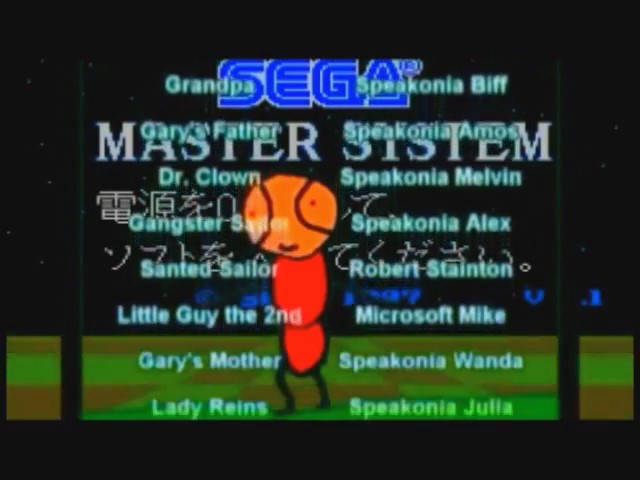 SEGA®
Grandpa Speakonia Biff
MASTER SYSTEM
Gary's Father Speakonia Amos
Dr. Clown Speakonia Melvin
電源を て、
Gangster Sailor Speakonia Alex
ソフトを てください。
Santed Sailor Robert Stainton
Little Guy the 2nd Microsoft Mike
Gary's Mother Speakonia Wanda
Lady Reins Speakonia Julia